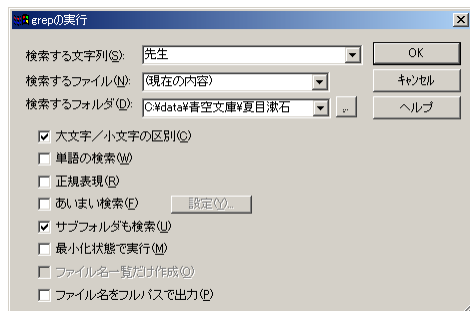 grepの実行
検索する文字列(S): 先生 OK
検索するファイル(N): (現在の内容) キャンセル
検索するフォルダ(D): C:¥data¥青空文庫¥夏目漱石 .. ヘルプ
大文字/小文字の区別(C)
単語の検索(W)
正規表現(R)
あいまい検索(F) 設定(Y)...
サブフォルダも検索(U)
最小化状態で実行(M)
ファイル名一覧だけ作成(O)
ファイル名をフルパスで出力(P)